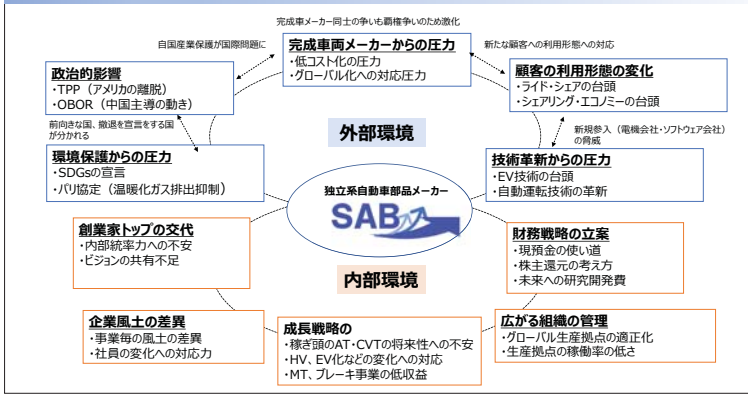 完成車メーカー同士の争いも覇権争いのため激化
自国産業保護が国際問題に
完成車両メーカーからの圧力
・低コスト化の圧力
・グローバル化への対応圧力
新たな顧客への利用形態への対応
政治的影響
・TPP（アメリカの離脱）
・OBOR（中国主導の動き）
顧客の利用形態の変化
・ライド・シェアの台頭
・シェアリング・エコノミーの台頭
前向きな国、撤退を宣言をする国
が分かれる
外部環境
新規参入（電機会社・ソフトウェア会社）
の脅威
環境保護からの圧力
・SDGsの宣言
・パリ協定（温暖化ガス排出抑制）
技術革新からの圧力
・EV技術の台頭
・自動運転技術の革新
独立系自動車部品メーカー
SAB
創業家トップの交代
・内部統率力への不安
・ビジョンの共有不足
財務戦略の立案
・現預金の使い道
・株主還元の考え方
・未来への研究開発費
内部環境
企業風土の差異
・事業毎の風土の差異
・社員の変化への対応力
成長戦略の
・稼ぎ頭のAT・CVTの将来性への不安
・HV、EV化などの変化への対応
・MT、ブレーキ事業の低収益
広がる組織の管理
・グローバル生産拠点の適正化
・生産拠点の稼働率の低さ